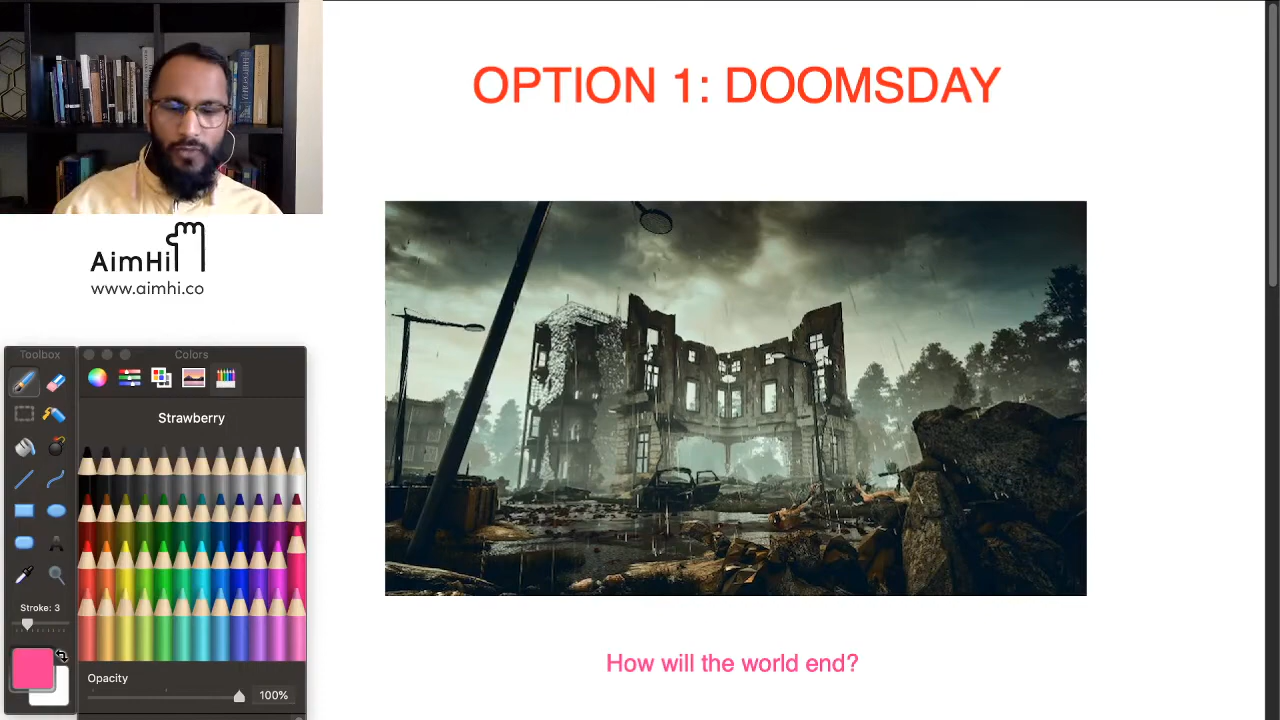 OPTION 1: DOOMSDAY
AimHi
www.aimhi.co
Toolbox
Colors
Strawberry
Stroke: 3
Opacity
100%
How will the world end?